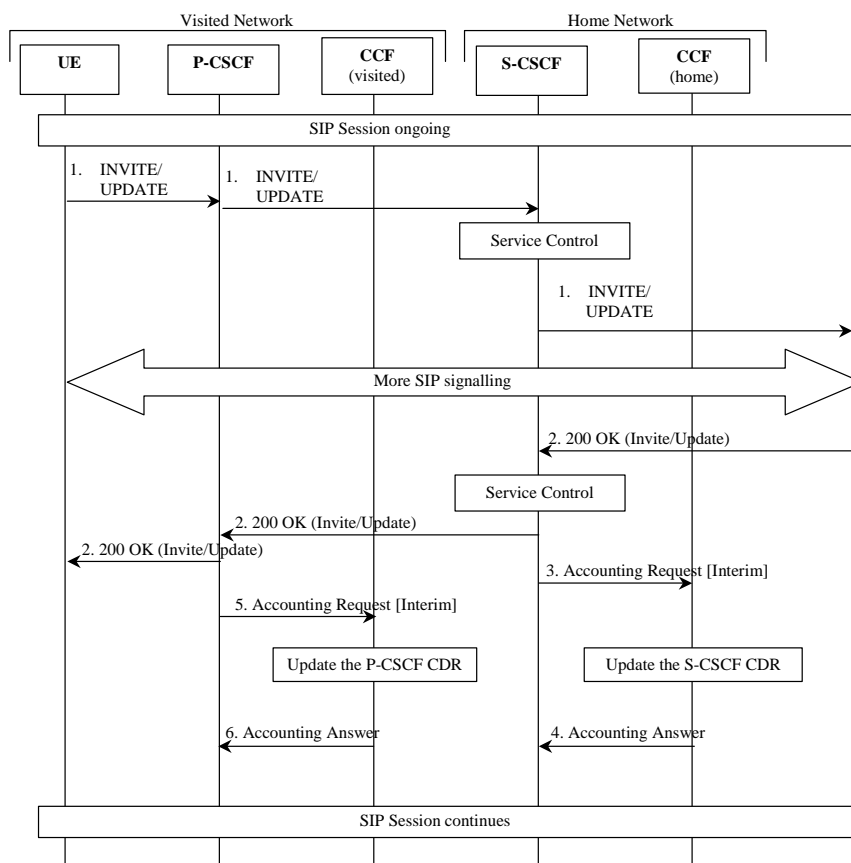 Visited Network
Home Network
UE
P-CSCF
CCF
(visited)
S-CSCF
CCF
(home)
SIP Session ongoing
1. INVITE/
UPDATE
1. INVITE/
UPDATE
Service Control
1. INVITE/
UPDATE
More SIP signalling
2. 200 OK (Invite/Update)
Service Control
2. 200 OK (Invite/Update)
2. 200 OK (Invite/Update)
3. Accounting Request [Interim]
5. Accounting Request [Interim]
Update the P-CSCF CDR
Update the S-CSCF CDR
6. Accounting Answer
4. Accounting Answer
SIP Session continues